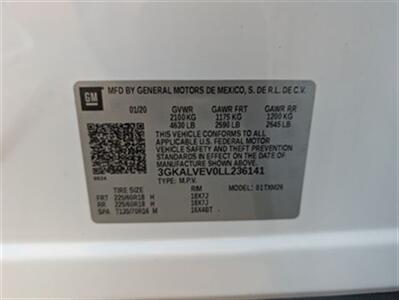 GM MFD BY GENERAL MOTORS DE MEXICO, S. DE R.L. DE C.V.
01/20 GVWR GAWR FRT GAWR RR
2100 KG 1175 KG 1200 KG
4630 LB 2590 LB 2645 LB
THIS VEHICLE CONFORMS TO ALL
APPLICABLE U.S. FEDERAL MOTOR
VEHICLE SAFETY AND THEFT
PREVENTION STANDARDS IN EFFECT
ON THE DATE OF MANUFACTURE
SHOWN ABOVE.
3GKALVEV0LL236141
TYPE: M.P.V. MODEL: 81TXM26
TIRE SIZE RIM
FRT 225/60R18 H 18X7J
RR 225/60R18 H 18X7J
SPA T135/70R16 M 16X4BT